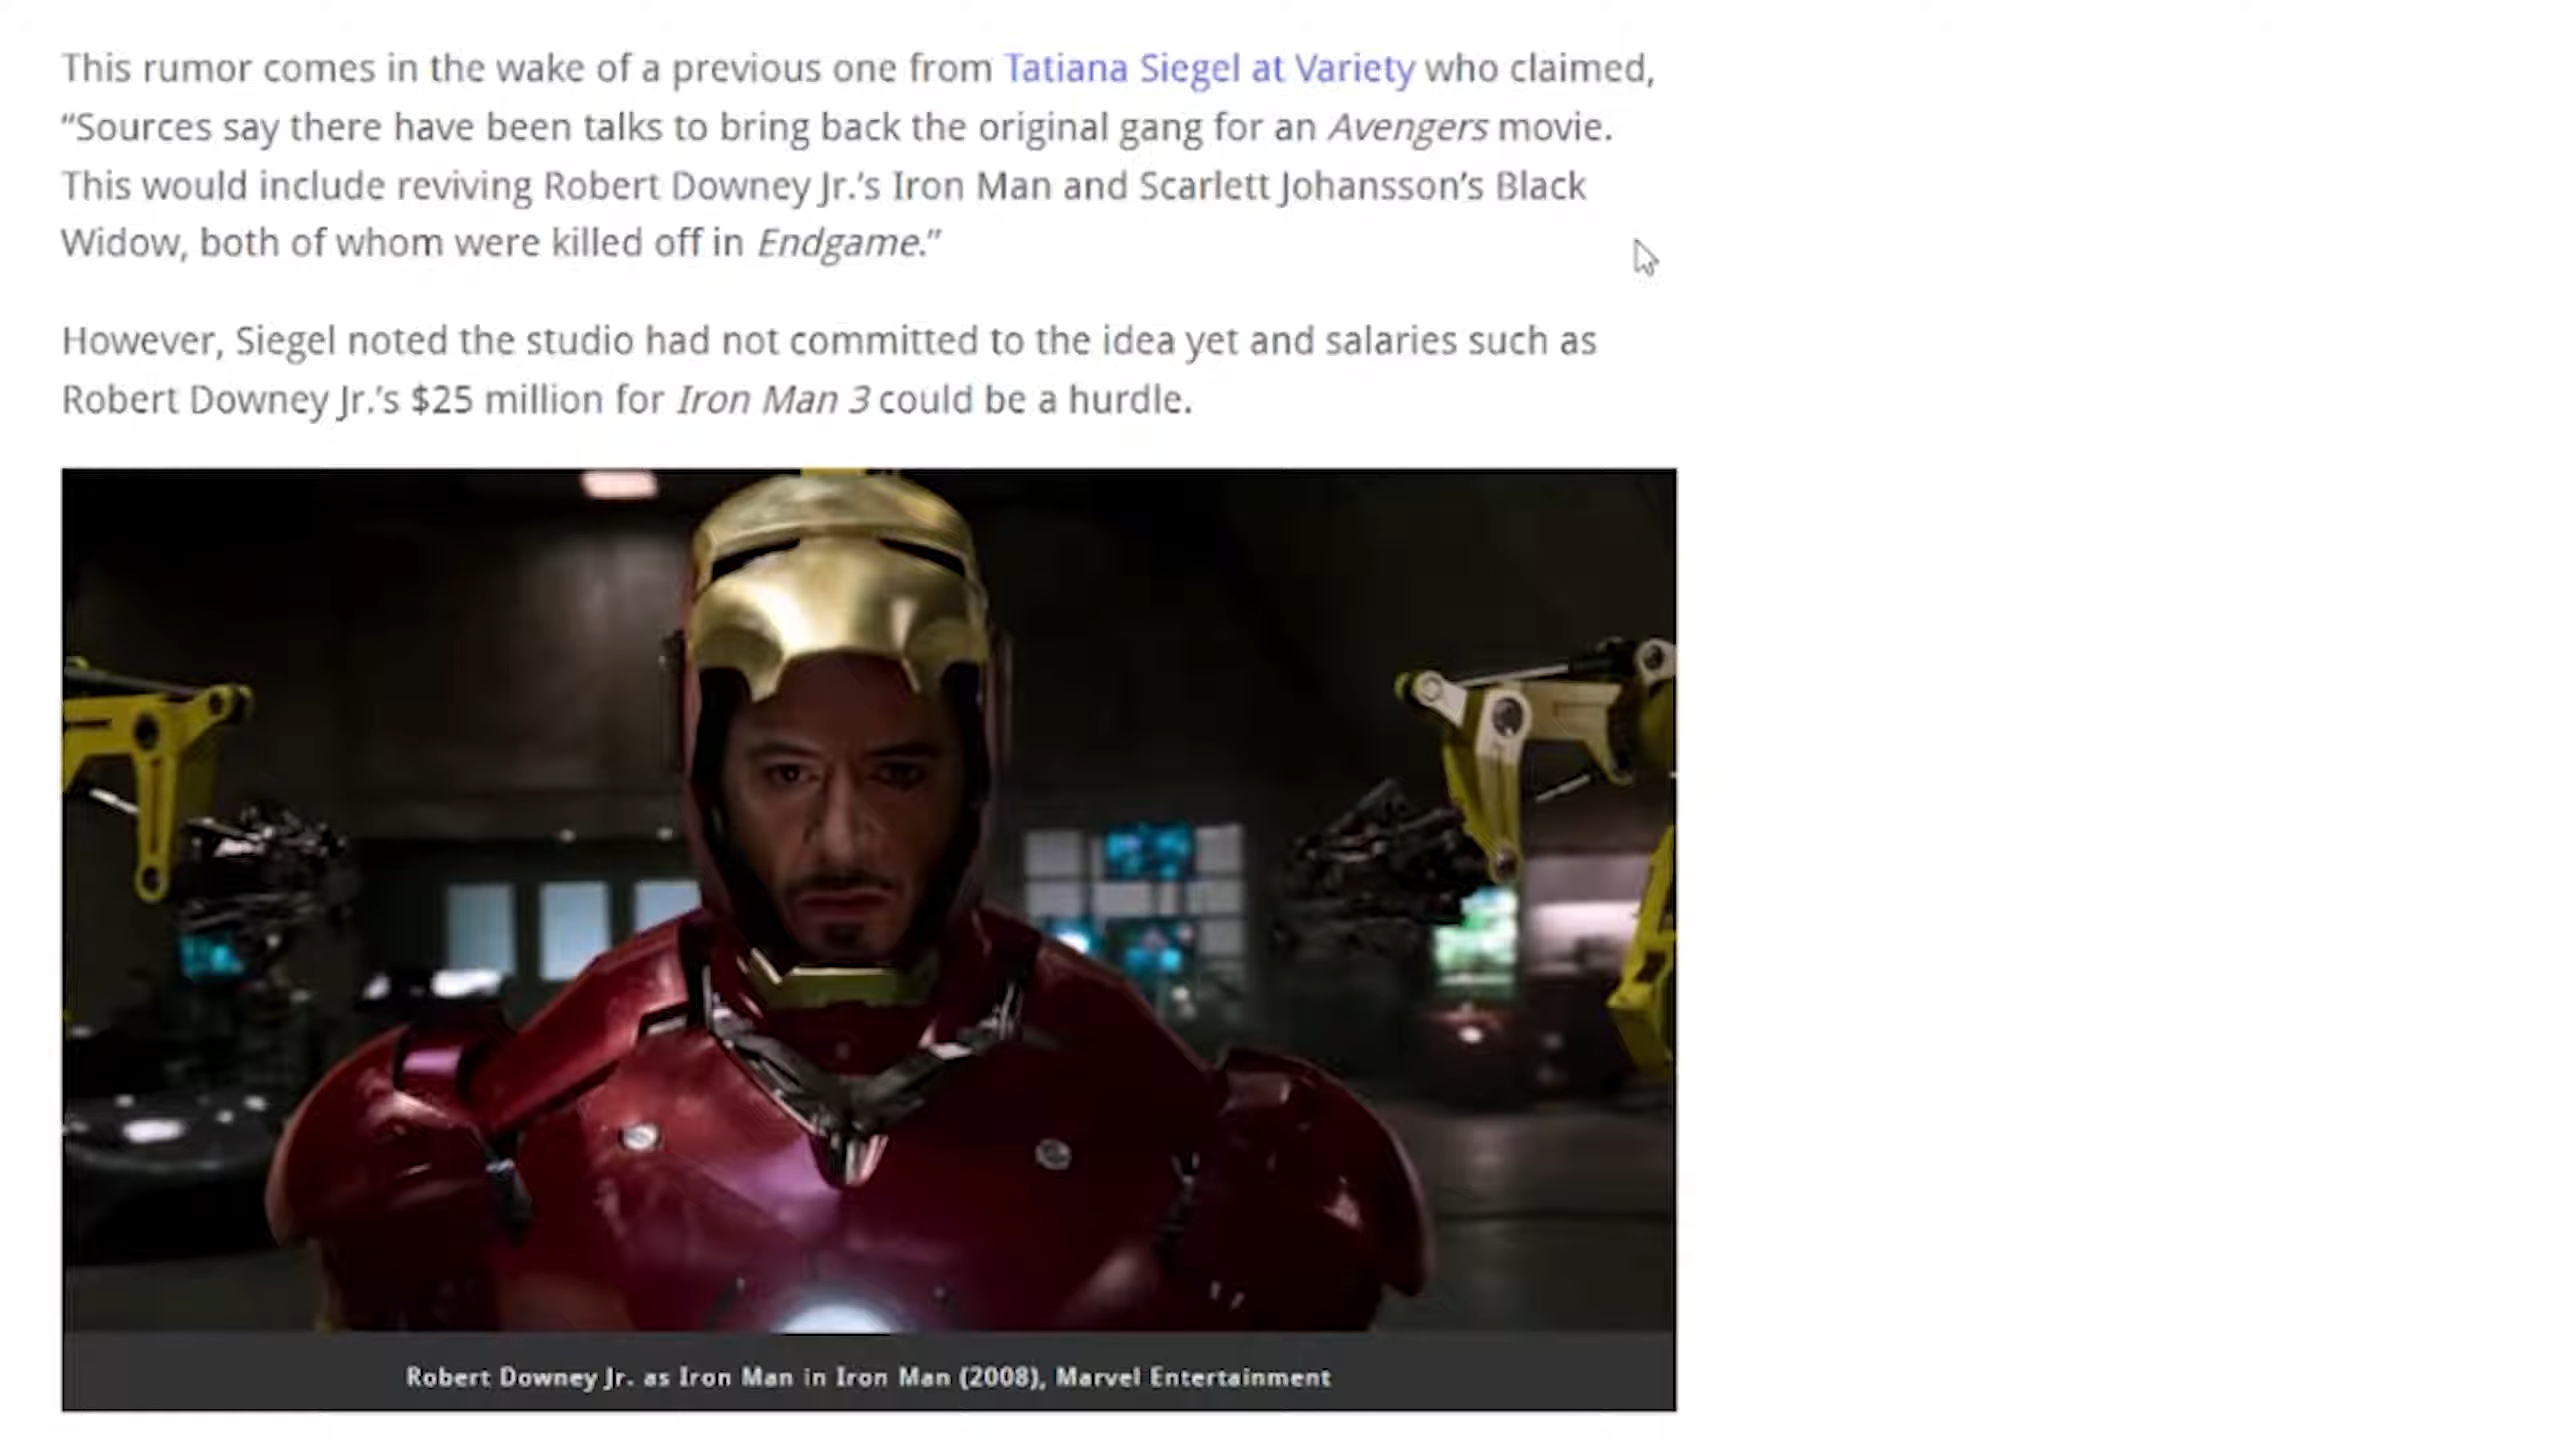 This rumor comes in the wake of a previous one from Tatiana Siegel at Variety who claimed,
“Sources say there have been talks to bring back the original gang for an Avengers movie.
This would include reviving Robert Downey Jr.’s Iron Man and Scarlett Johansson’s Black
Widow, both of whom were killed off in Endgame.”
However, Siegel noted the studio had not committed to the idea yet and salaries such as
Robert Downey Jr.’s $25 million for Iron Man 3 could be a hurdle.
Robert Downey Jr. as Iron Man in Iron Man (2008), Marvel Entertainment